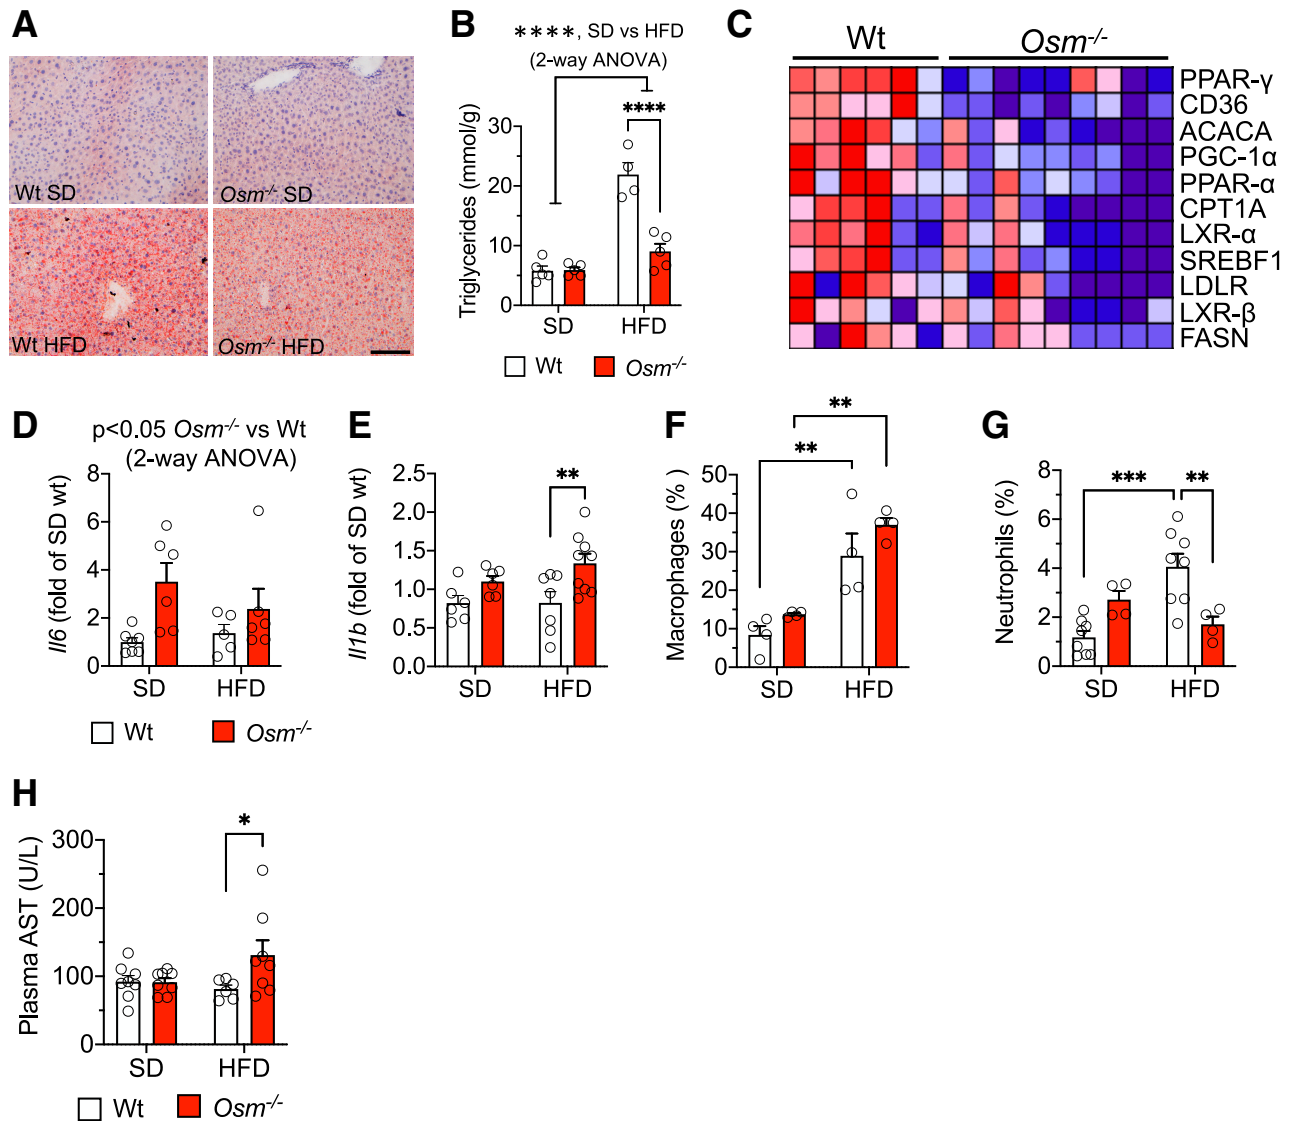 A
Wt SD
Osm-/- SD
Wt HFD
Osm-/- HFD
B
****, SD vs HFD
(2-way ANOVA)
****
Triglycerides (mmol/g)
30
20
10
0
SD HFD
Wt Osm-/-
C
Wt Osm-/-
PPAR-γ
CD36
ACACA
PGC-1α
PPAR-α
CPT1A
LXR-α
SREBF1
LDLR
LXR-β
FASN
D
p<0.05 Osm-/- vs Wt
(2-way ANOVA)
Il6 (fold of SD wt)
8
6
4
2
0
SD HFD
Wt Osm-/-
E
**
Il1b (fold of SD wt)
2.5
2.0
1.5
1.0
0.5
0.0
SD HFD
F
**
**
Macrophages (% )
50
40
30
20
10
0
SD HFD
G
*** **
Neutrophils (%)
8
6
4
2
0
SD HFD
H
*
Plasma AST (U/L)
300
200
100
0
SD HFD
Wt Osm-/-